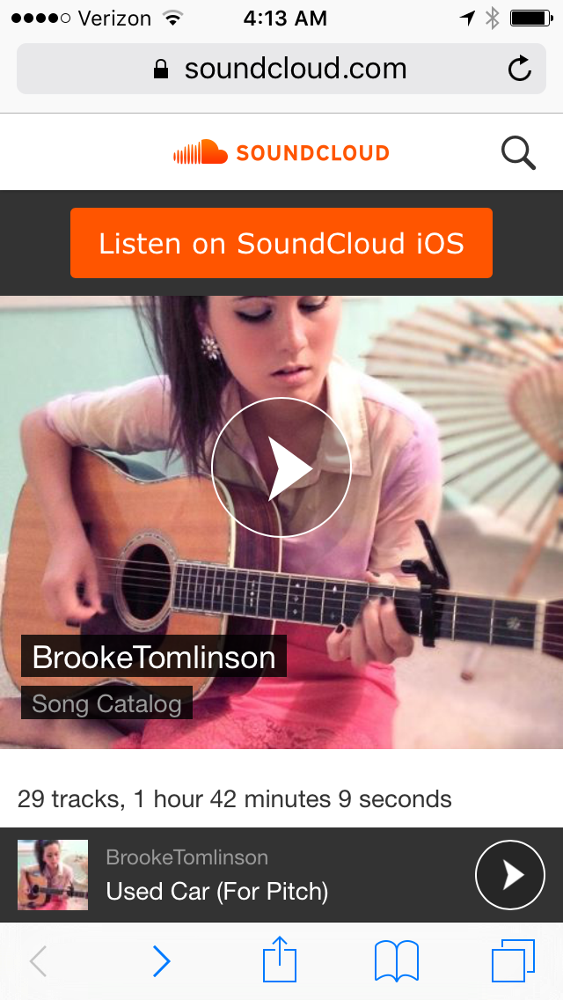 Verizon 4:13 AM
soundcloud.com
SOUNDCLOUD
Listen on SoundCloud iOS
BrookeTomlinson
Song Catalog
29 tracks, 1 hour 42 minutes 9 seconds
BrookeTomlinson
Used Car (For Pitch)